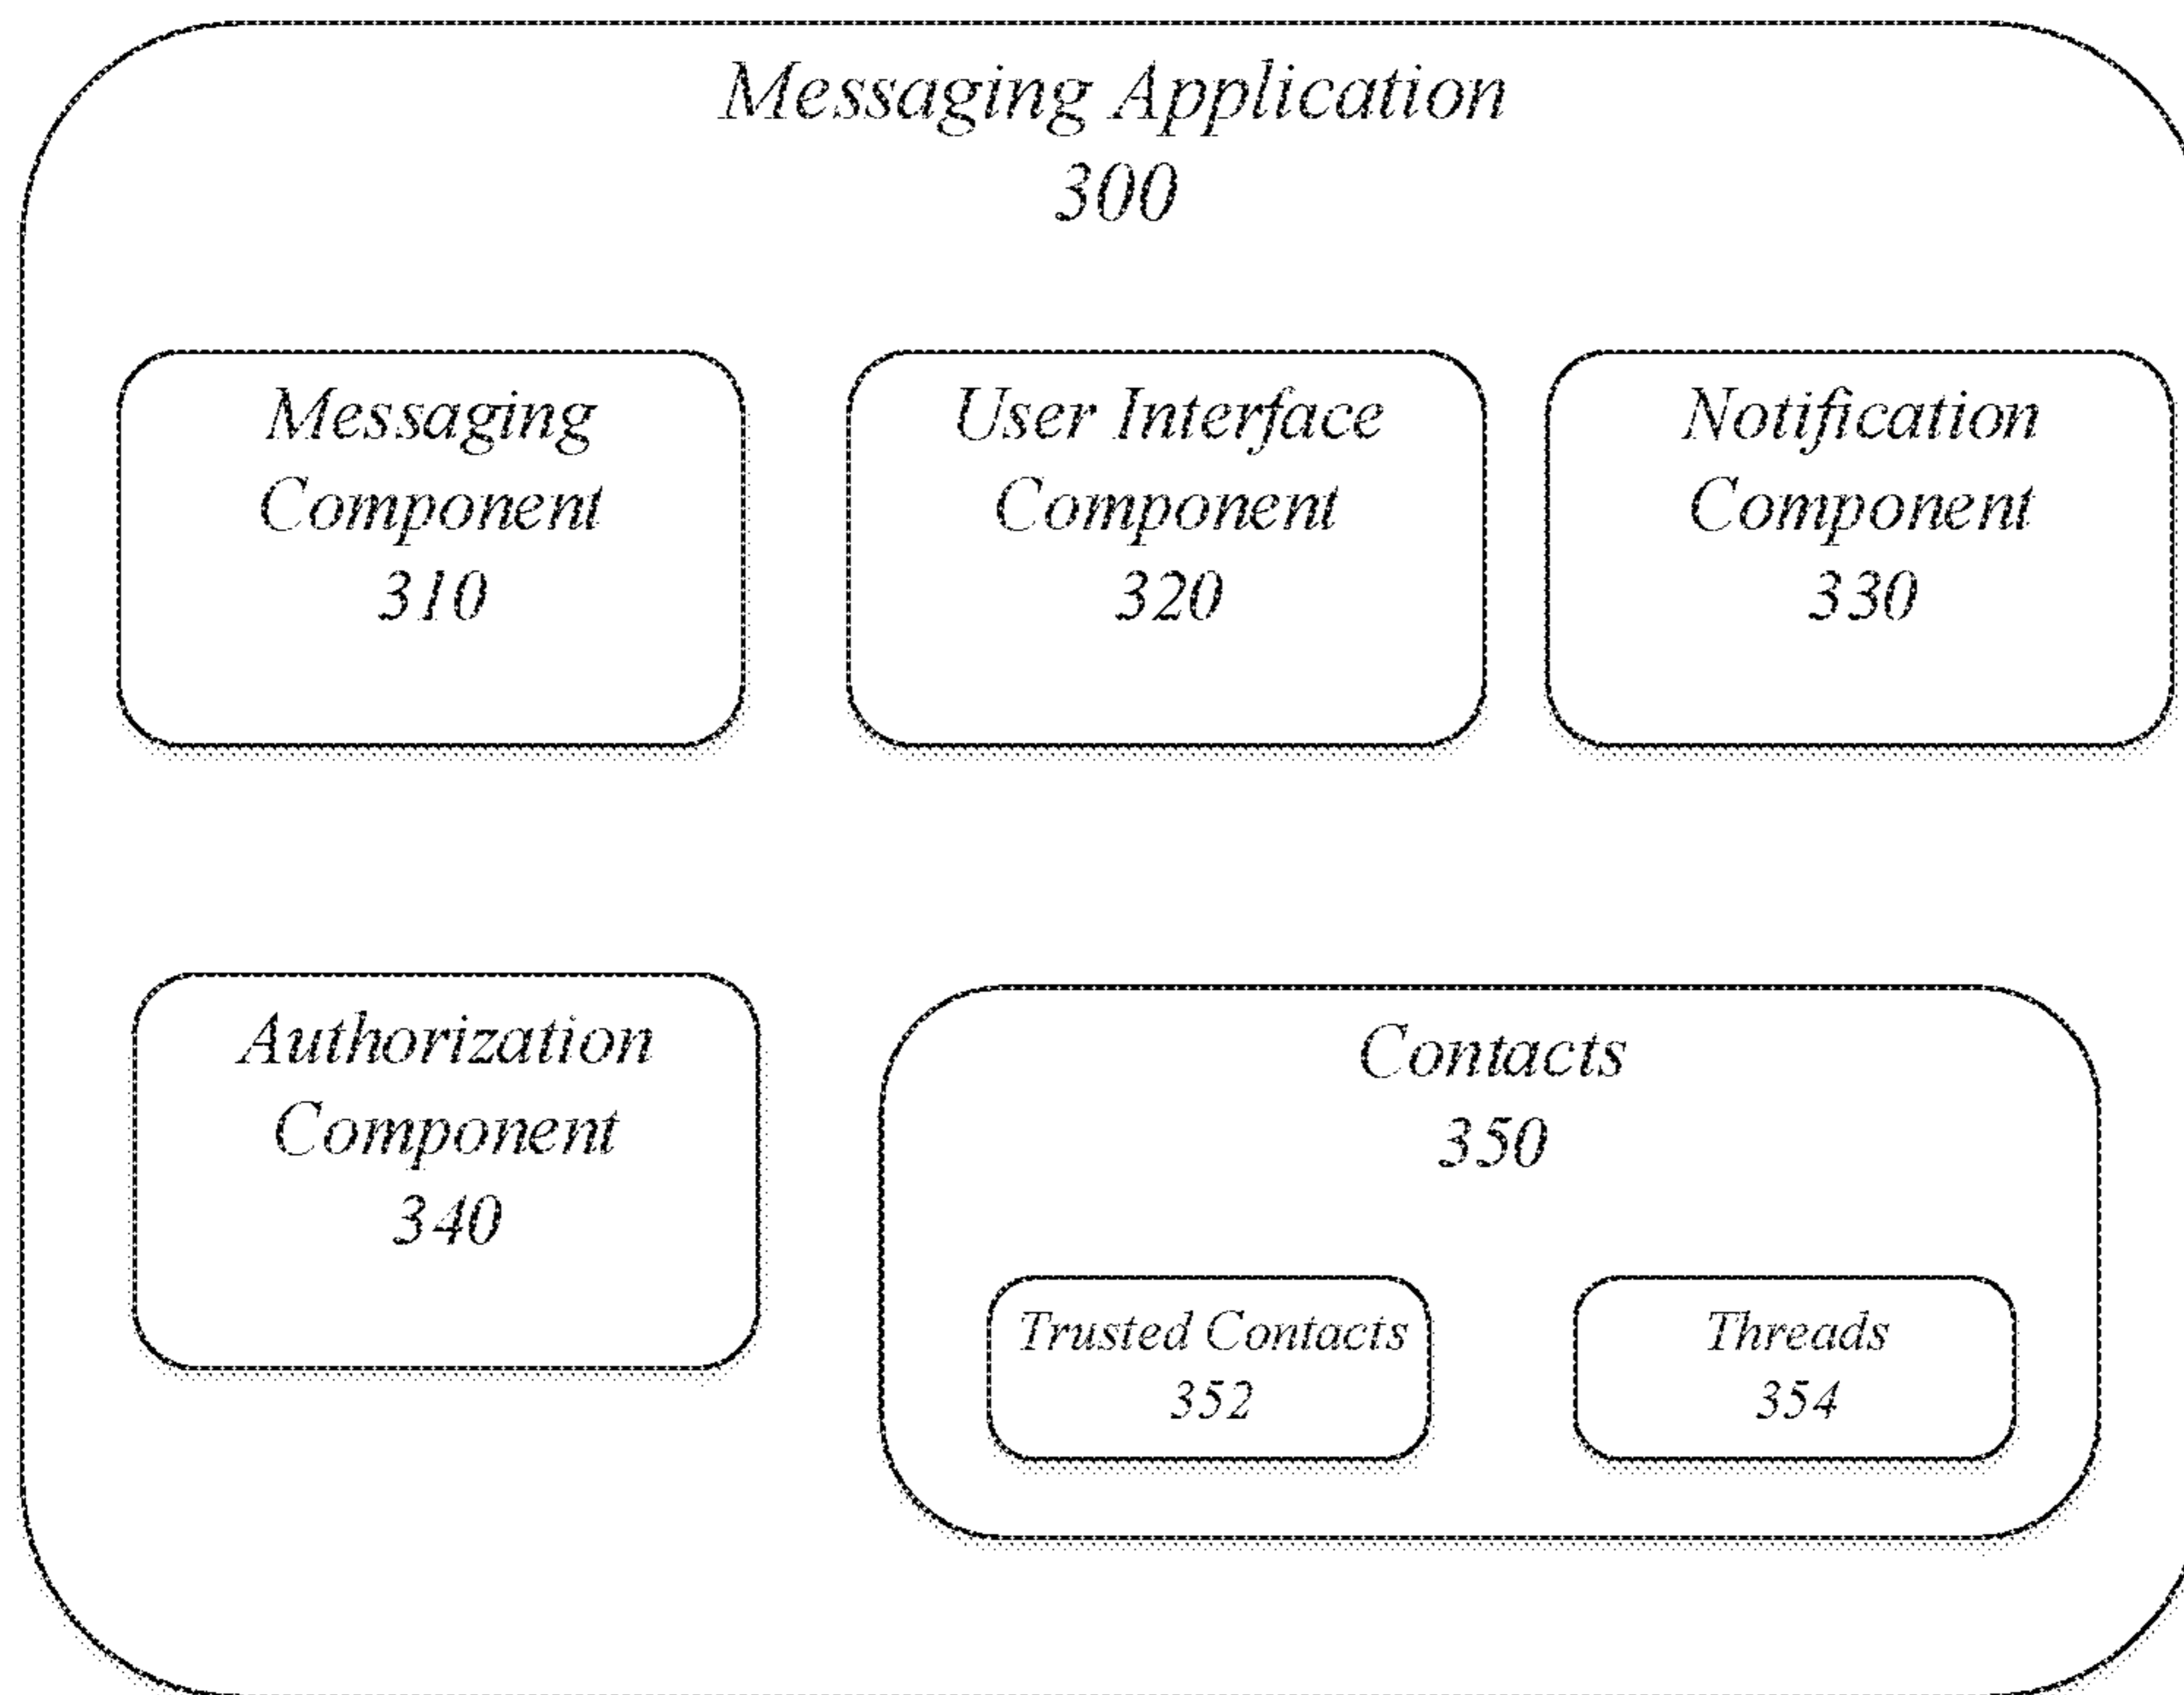 Messaging Application
300
Messaging
Component
310
User Interface
Component
320
Notification
Component
330
Authorization
Component
340
Contacts
350
Trusted Contacts
352
Threads
354